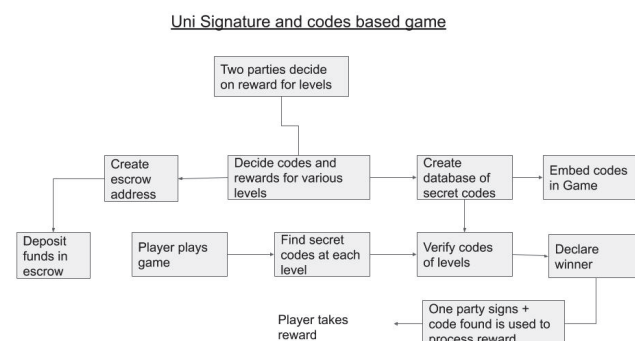 Uni Signature and codes based game
Two parties decide
on reward for levels
Create
escrow
address
Decide codes and
rewards for various
levels
Create
database of
secret codes
Embed codes
in Game
Deposit
funds in
escrow
Player plays
game
Find secret
codes at each
level
Verify codes
of levels
Declare
winner
Player takes
reward
One party signs +
code found is used to
process reward